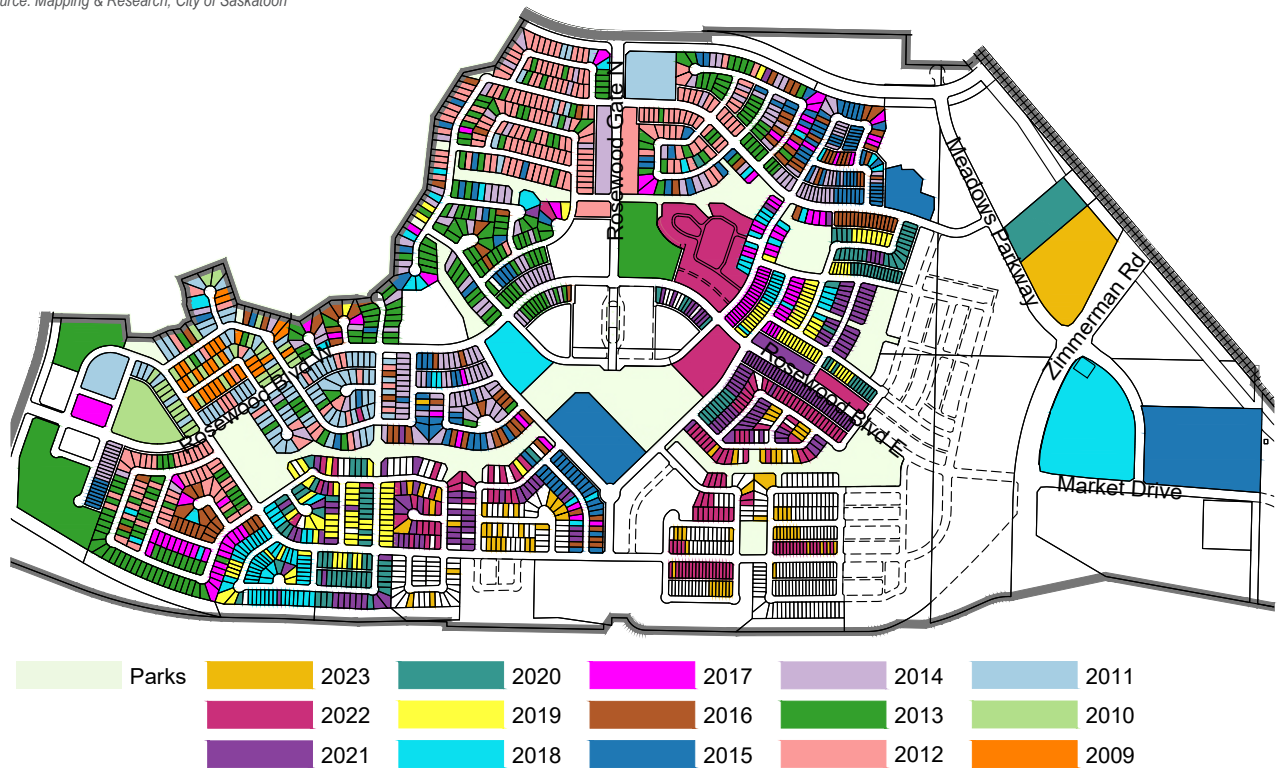 urce: Mapping & Research, City of Saskatoon
Rosewood Gate N
Meadows Parkway
Zimmerman Rd
Rosewood Blvd W
Rosewood Blvd E
Market Drive
Parks
2023
2020
2017
2014
2011
2022
2019
2016
2013
2010
2021
2018
2015
2012
2009